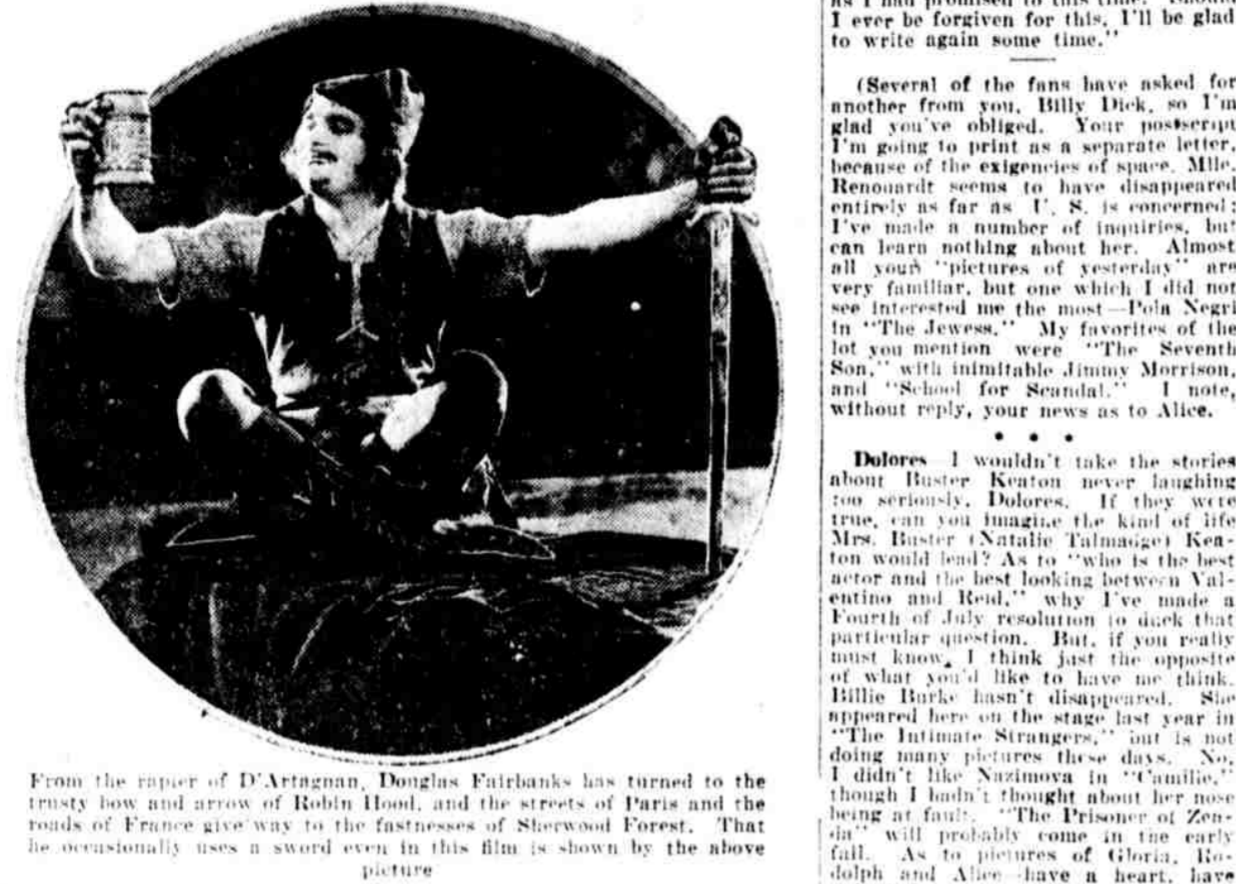 From the rapier of D'Artagnan, Douglas Fairbanks has turned to the
trusty bow and arrow of Robin Hood, and the streets of Paris and the
roads of France give way to the fastnesses of Sherwood Forest. That
he occasionally uses a sword even in this film is shown by the above
picture
as I had promised to this time. Should
I ever be forgiven for this, I'll be glad
to write again some time."
(Several of the fans have asked for
another from you, Billy Dick, so I'm
glad you've obliged. Your postscript
I'm going to print as a separate letter,
because of the exigencies of space. Mlle.
Renouardt seems to have disappeared
entirely as far as U. S. is concerned;
I've made a number of inquiries, but
can learn nothing about her. Almost
all your "pictures of yesterday" are
very familiar, but one which I did not
see interested me the most—Pola Negri
in "The Jewess." My favorites of the
lot you mention were "The Seventh
Son," with inimitable Jimmy Morrison,
and "School for Scandal." I note,
without reply, your news as to Alice.
• • •
Dolores—I wouldn't take the stories
about Buster Keaton never laughing
too seriously, Dolores. If they were
true, can you imagine the kind of life
Mrs. Buster (Natalie Talmadge) Kea-
ton would lead? As to "who is the best
actor and the best looking between Val-
entino and Reid," why I've made a
Fourth of July resolution to duck that
particular question. But, if you really
must know, I think just the opposite
of what you'd like to have me think.
Billie Burke hasn't disappeared. She
appeared here on the stage last year in
"The Intimate Strangers," but is not
doing many pictures these days. No,
I didn't like Nazimova in "Camille,"
though I hadn't thought about her nose
being at fault. "The Prisoner of Zen-
da" will probably come in the early
fall. As to pictures of Gloria, Ro-
dolph and Alice—have a heart, have